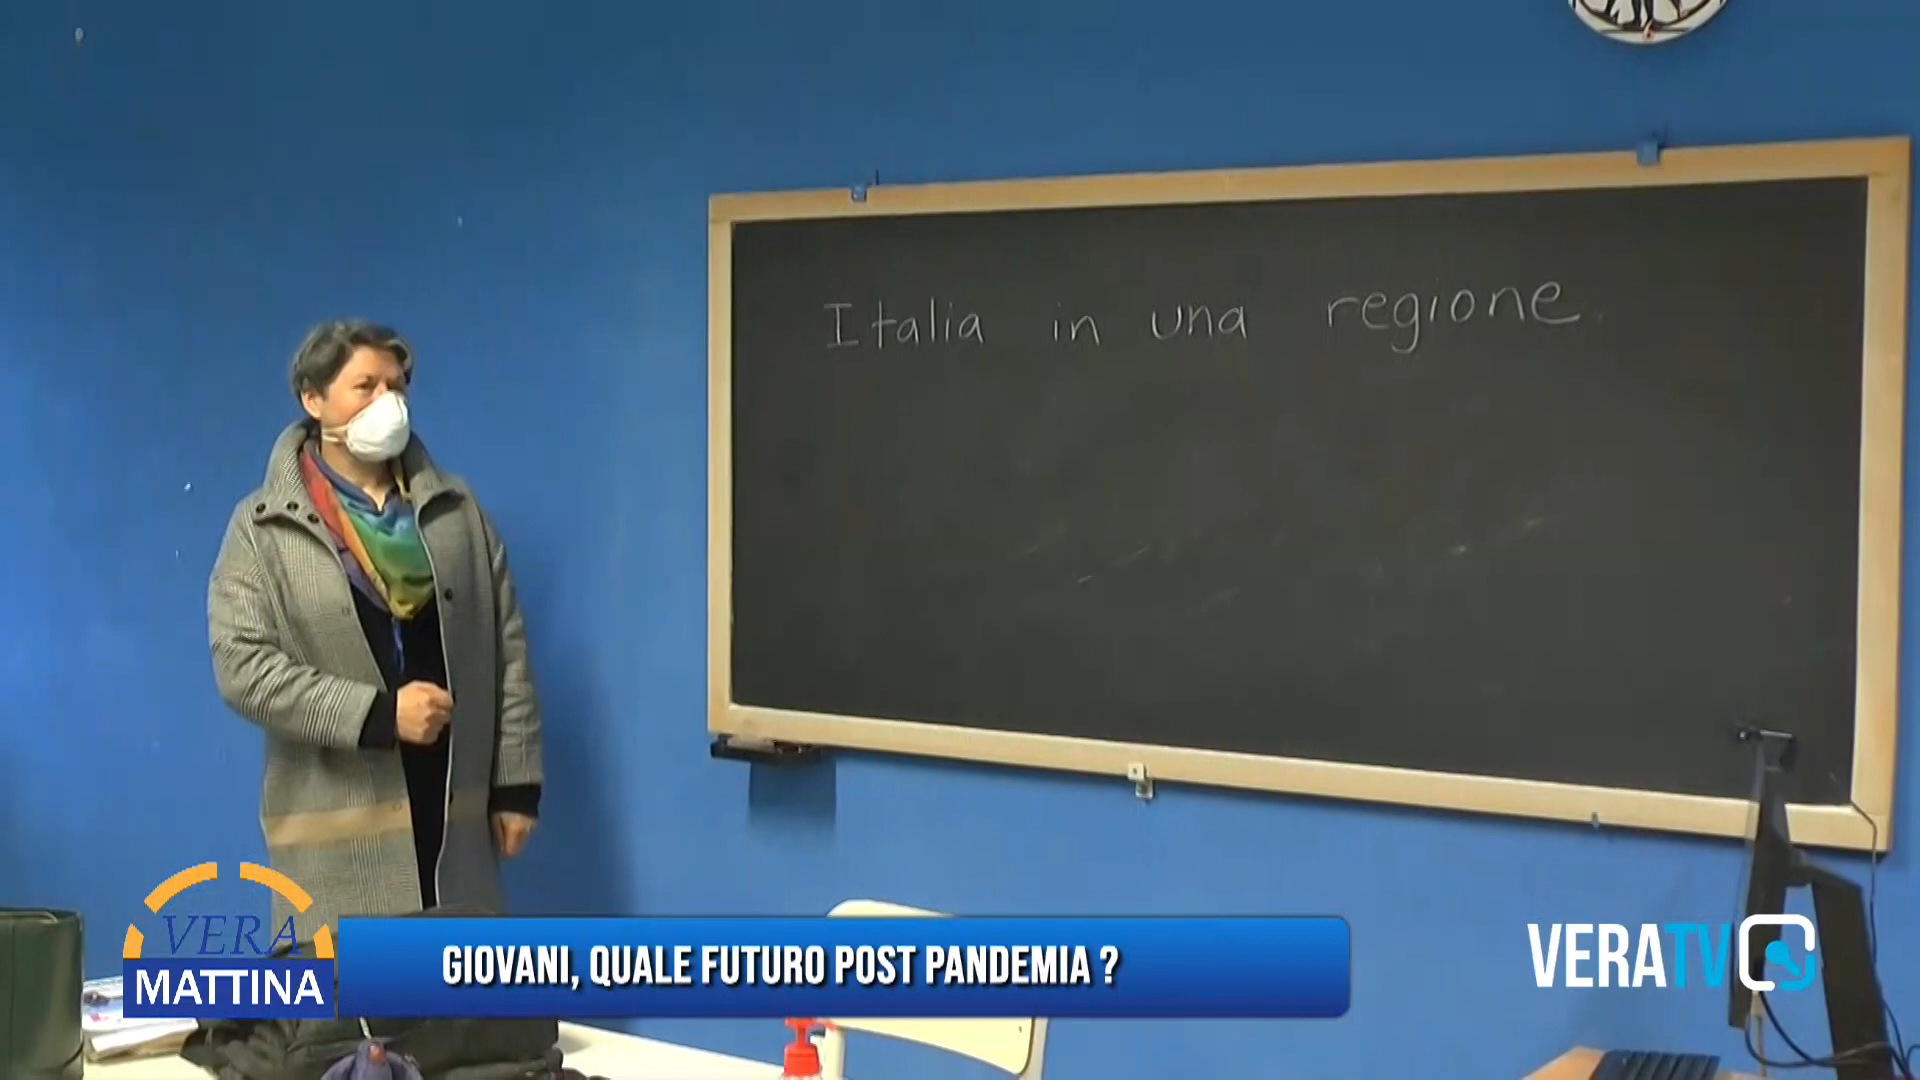 Italia in una regione
VERA
MATTINA
GIOVANI, QUALE FUTURO POST PANDEMIA ?
VERATV